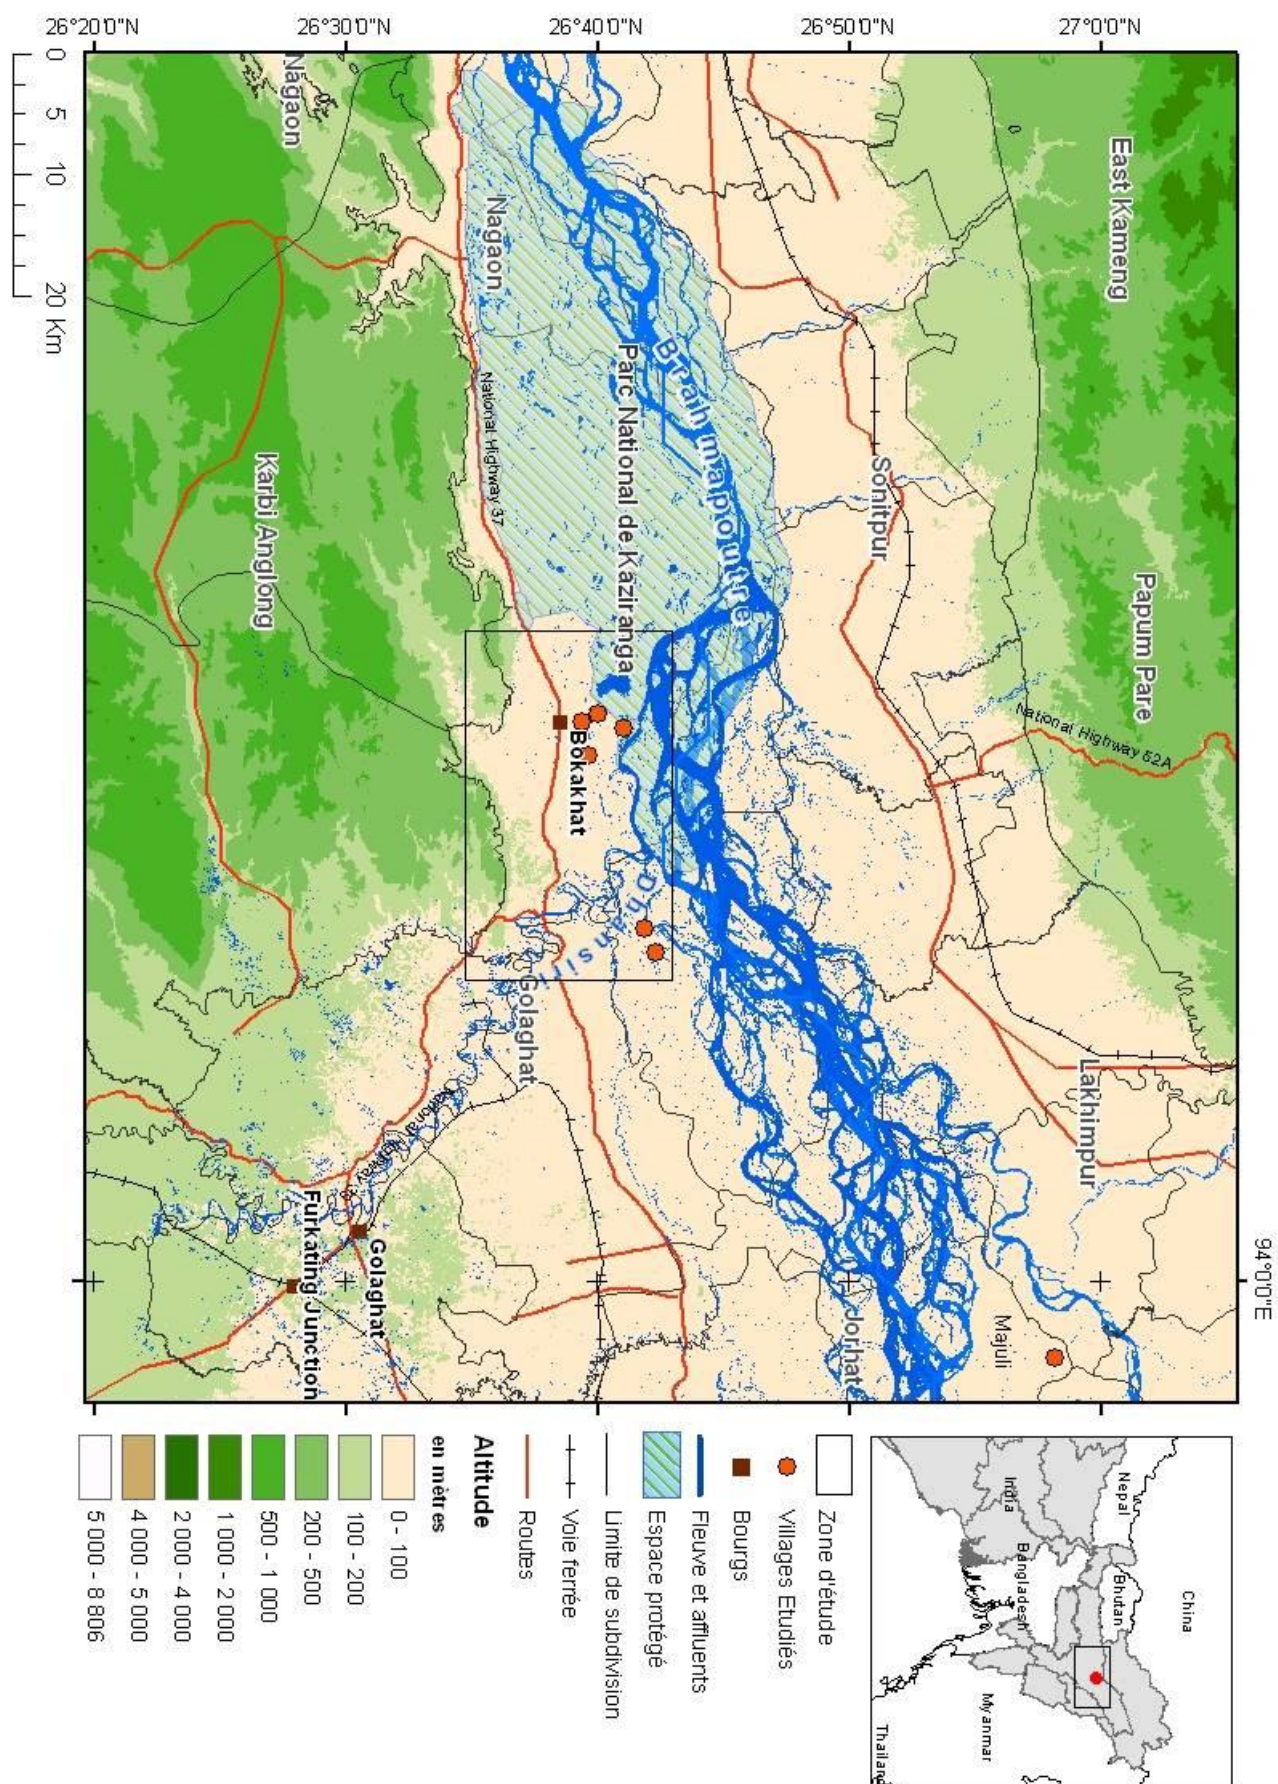 26°20'0"N
26°30'0"N
26°40'0"N
26°50'0"N
27°0'0"N
94°0'0"E
0 5 10 20 Km
East Kameng
Papum Pare
National Highway 52A
Sonitpur
Lakhimpur
Majuli
Jorhat
Brahmapoutre
Parc National de Kaziranga
Nagaon
National Highway 37
Bokakhat
Dhansiri
Golaghat
Nagaon
Karbi Anglong
National Highway
Golaghat
Furkating Junction
China
Nepal
Bhutan
India
Bangladesh
Myanmar
Thailand
Zone d'étude
Villages Etudiés
Bourgs
Fleuve et affluents
Espace protégé
Limite de subdivision
Voie ferrée
Routes
Altitude
en mètres
0 - 100
100 - 200
200 - 500
500 - 1 000
1 000 - 2 000
2 000 - 4 000
4 000 - 5 000
5 000 - 8 806